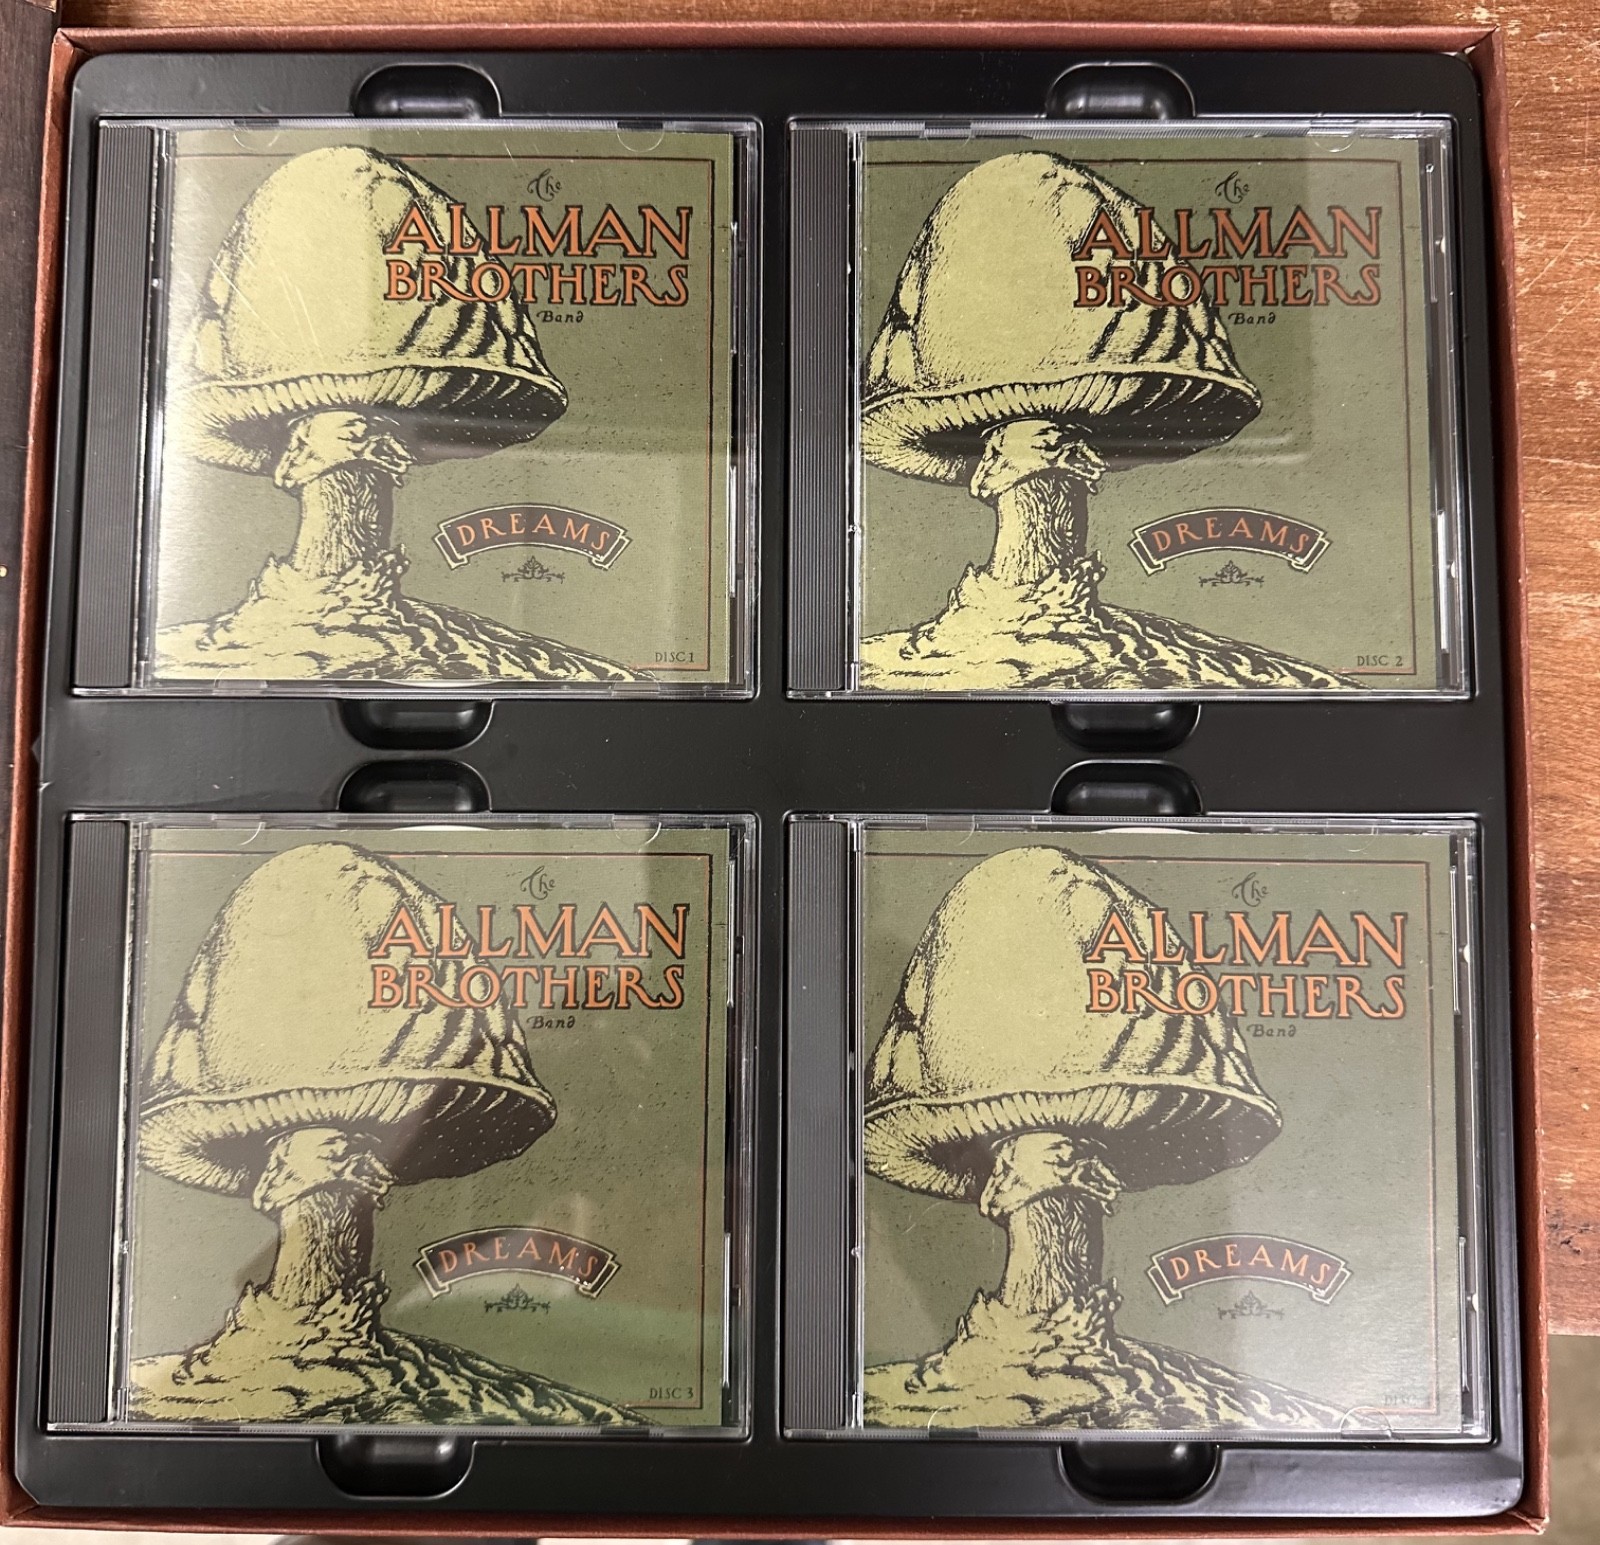 The
ALLMAN
BROTHERS
Band
DREAMS
DISC 1
The
ALLMAN
BROTHERS
Band
DREAMS
DISC 2
The
ALLMAN
BROTHERS
Band
DREAMS
DISC 3
The
ALLMAN
BROTHERS
Band
DREAMS
DISC